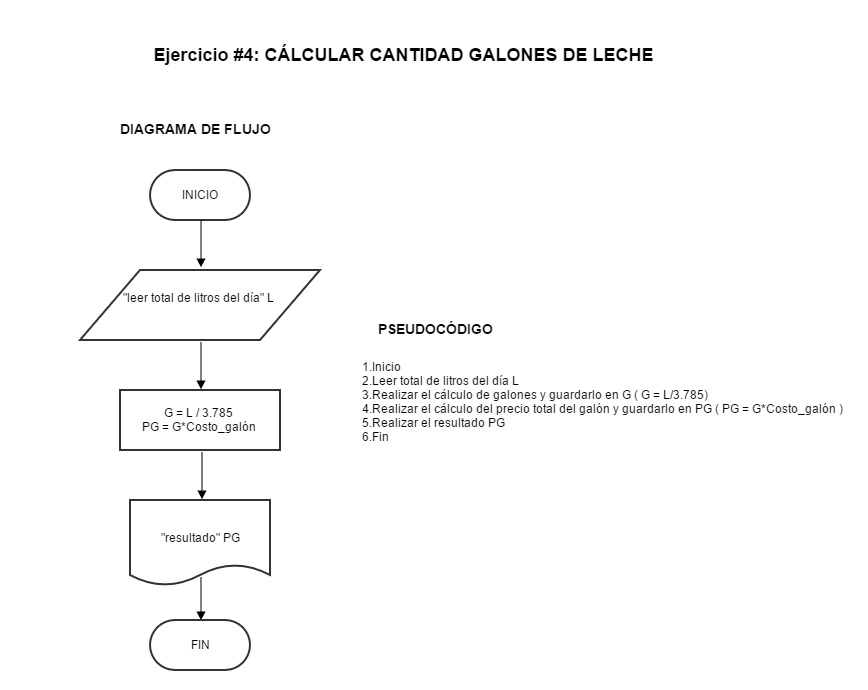 Ejercicio #4: CÁLCULAR CANTIDAD GALONES DE LECHE
DIAGRAMA DE FLUJO
INICIO
"leer total de litros del día" L
G = L / 3.785
PG = G*Costo_galón
"resultado" PG
FIN
PSEUDOCÓDIGO
1.Inicio
2.Leer total de litros del día L
3.Realizar el cálculo de galones y guardarlo en G ( G = L/3.785)
4.Realizar el cálculo del precio total del galón y guardarlo en PG ( PG = G*Costo_galón )
5.Realizar el resultado PG
6.Fin